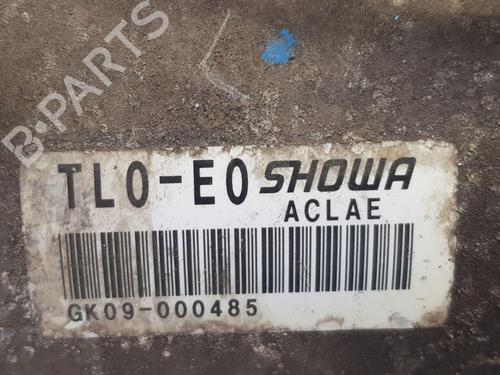 B-PARTS
TL0-E0 SHOWA
ACLAE
GK09-000485